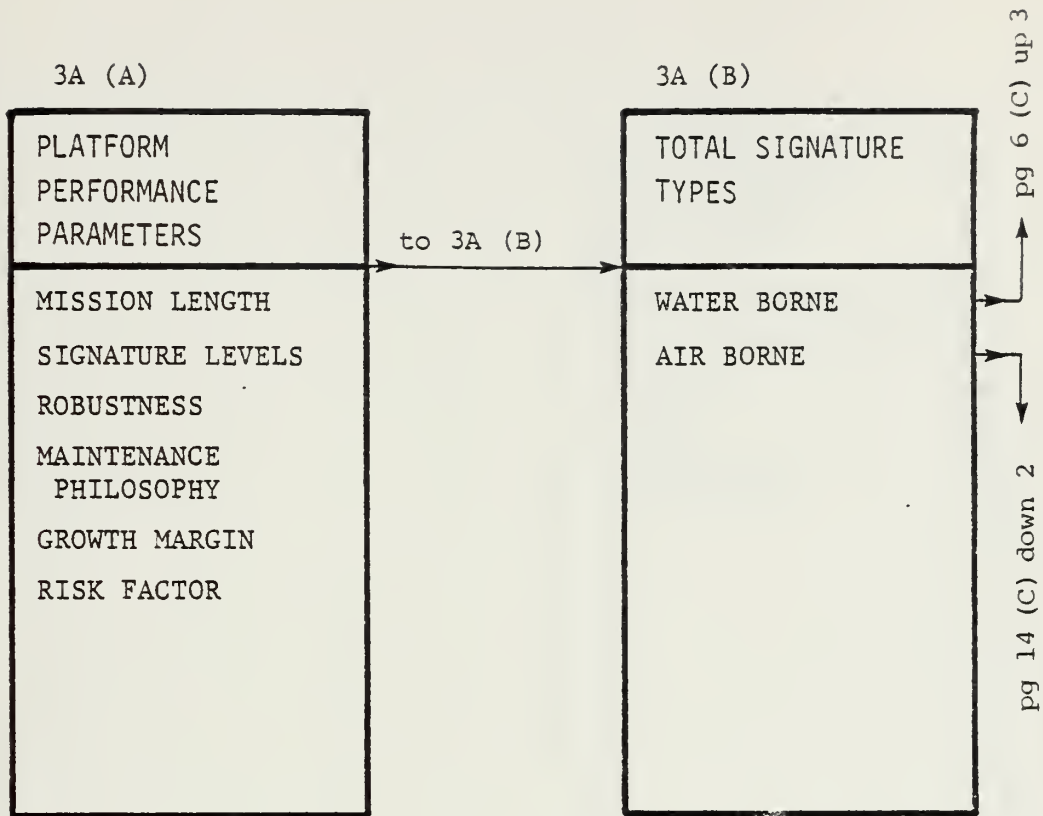 3A (A)
PLATFORM
PERFORMANCE
PARAMETERS
MISSION LENGTH
SIGNATURE LEVELS
ROBUSTNESS
MAINTENANCE
PHILOSOPHY
GROWTH MARGIN
RISK FACTOR
to 3A (B)
3A (B)
TOTAL SIGNATURE
TYPES
WATER BORNE
AIR BORNE
pg 6 (C) up 3
pg 14 (C) down 2